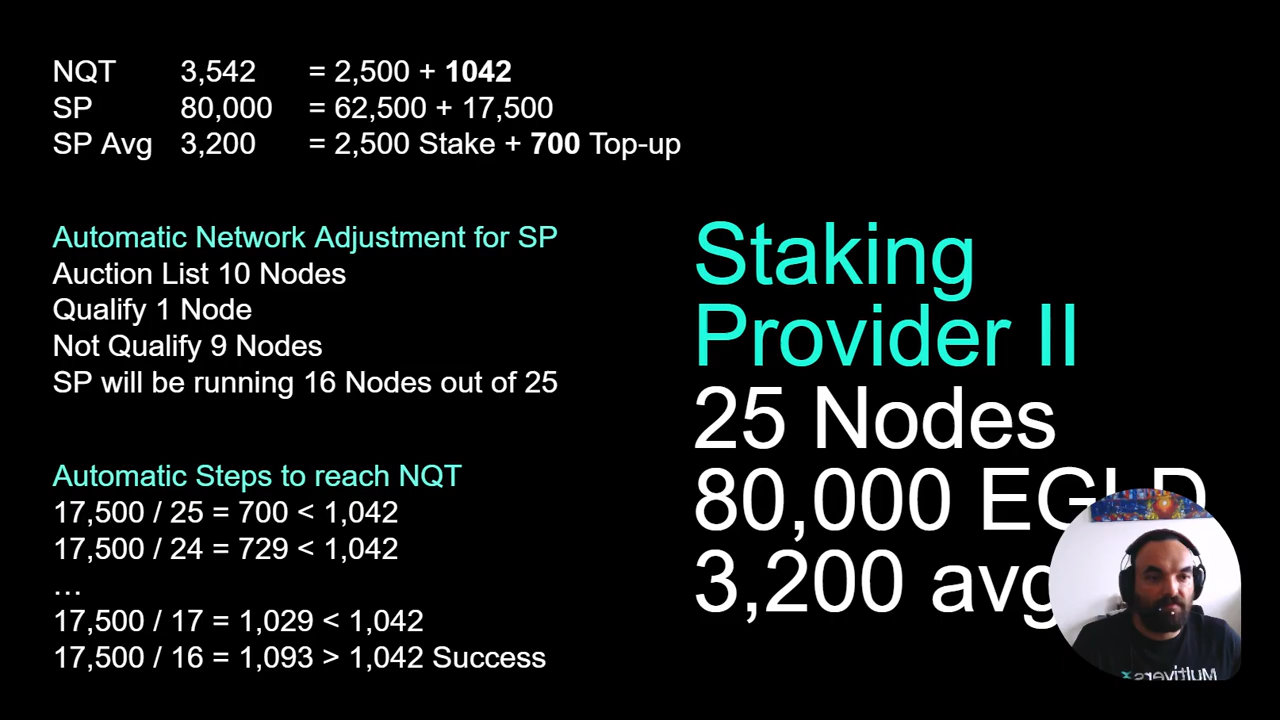 NQT 3,542 = 2,500 + 1042
SP 80,000 = 62,500 + 17,500
SP Avg 3,200 = 2,500 Stake + 700 Top-up
Automatic Network Adjustment for SP
Auction List 10 Nodes
Qualify 1 Node
Not Qualify 9 Nodes
SP will be running 16 Nodes out of 25
Automatic Steps to reach NQT
17,500 / 25 = 700 < 1,042
17,500 / 24 = 729 < 1,042
...
17,500 / 17 = 1,029 < 1,042
17,500 / 16 = 1,093 > 1,042 Success
Staking
Provider II
25 Nodes
80,000 EGLD
3,200 avg
MultiversX